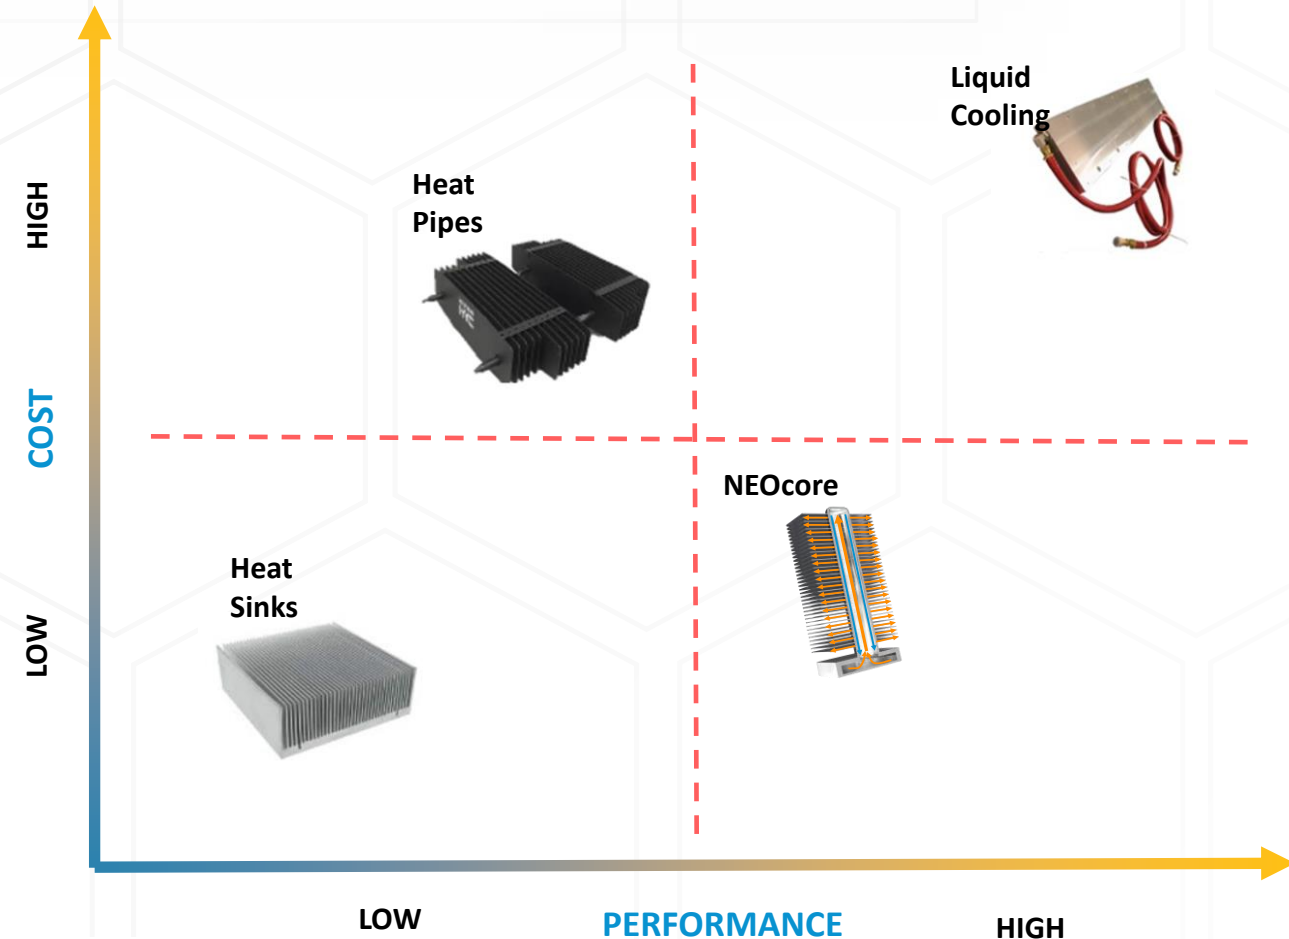 Liquid
Cooling
Heat
Pipes
HIGH
COST
NEOcore
Heat
Sinks
LOW
LOW
PERFORMANCE
HIGH